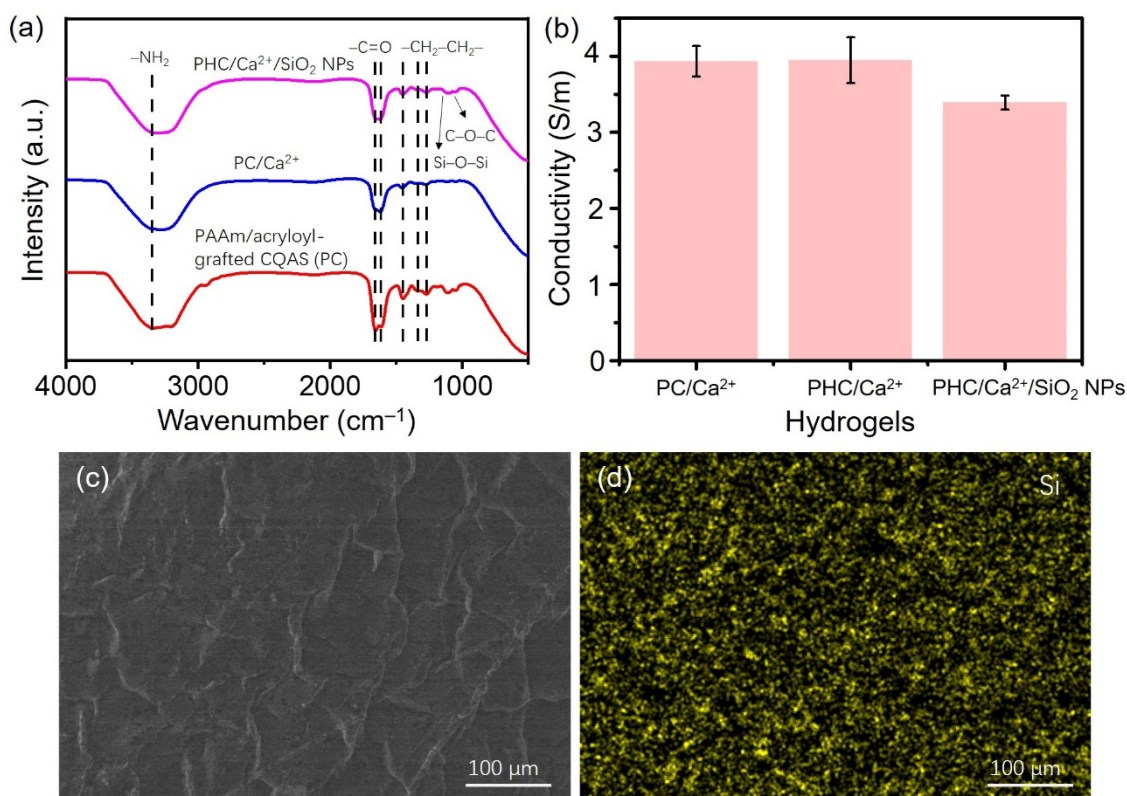 (a)
–NH₂
–C=O
–CH₂–CH₂–
PHC/Ca²⁺/SiO₂ NPs
C–O–C
Si–O–Si
PC/Ca²⁺
PAAm/acryloyl-
grafted CQAS (PC)
Intensity (a.u.)
4000 3000 2000 1000
Wavenumber (cm⁻¹)
(b)
4
3
2
1
0
Conductivity (S/m)
PC/Ca²⁺ PHC/Ca²⁺ PHC/Ca²⁺/SiO₂ NPs
Hydrogels
(c)
100 μm
(d)
Si
100 μm